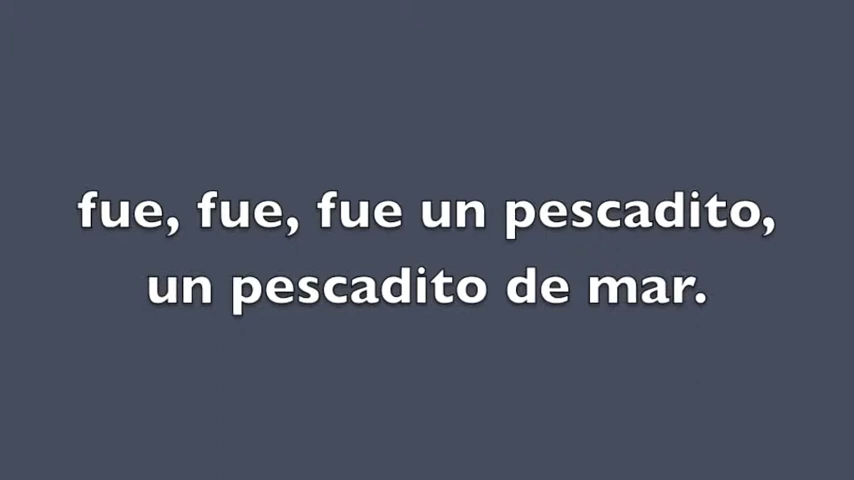 fue, fue, fue un pescadito,
un pescadito de mar.